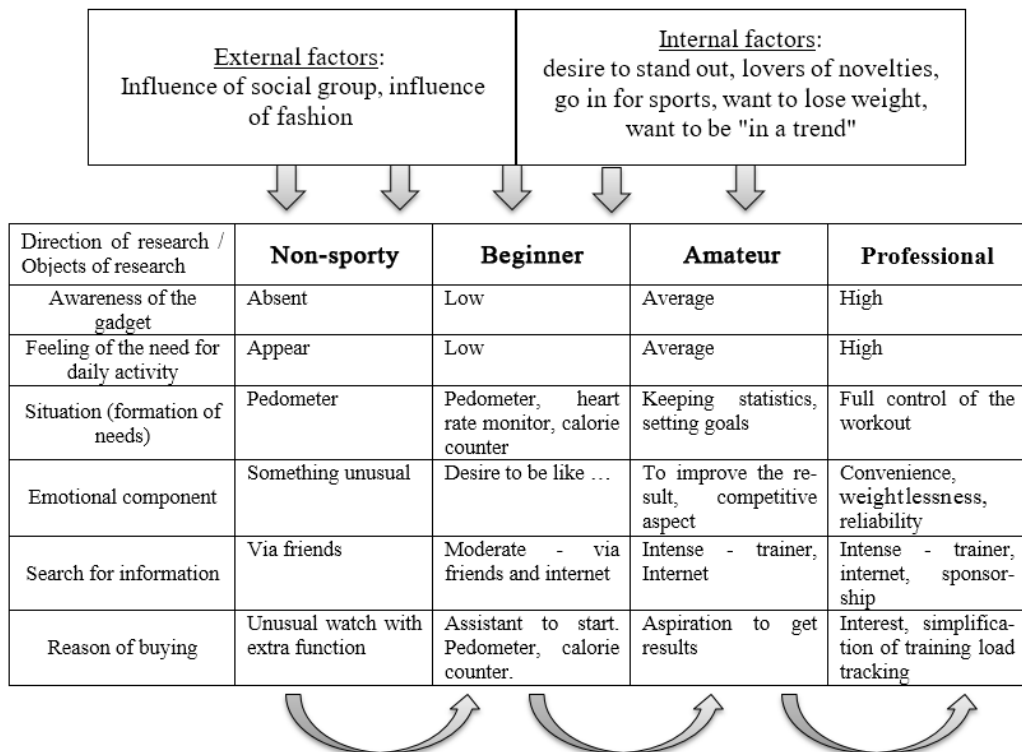 External factors:
Influence of social group, influence
of fashion
Internal factors:
desire to stand out, lovers of novelties,
go in for sports, want to lose weight,
want to be "in a trend"
Direction of research /
Objects of research
Non-sporty
Beginner
Amateur
Professional
Awareness of the
gadget
Absent
Low
Average
High
Feeling of the need for
daily activity
Appear
Low
Average
High
Situation (formation of
needs)
Pedometer
Pedometer, heart
rate monitor, calorie
counter
Keeping statistics,
setting goals
Full control of the
workout
Emotional component
Something unusual
Desire to be like …
To improve the re-
sult, competitive
aspect
Convenience,
weightlessness,
reliability
Search for information
Via friends
Moderate - via
friends and internet
Intense - trainer,
Internet
Intense - trainer,
internet, sponsor-
ship
Reason of buying
Unusual watch with
extra function
Assistant to start.
Pedometer, calorie
counter.
Aspiration to get
results
Interest, simplifica-
tion of training load
tracking